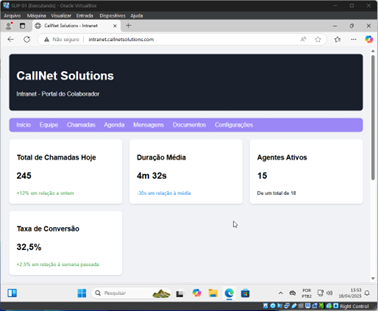 SUP 01 [Executando] - Oracle VirtualBox
Arquivo Máquina Visualizar Entrada Dispositivos Ajuda
CallNet Solutions - Intranet
Não seguro intranet.callnetsolutions.com
CallNet Solutions
Intranet - Portal do Colaborador
Início Equipe Chamadas Agenda Mensagens Documentos Configurações
Total de Chamadas Hoje
245
+12% em relação a ontem
Duração Média
4m 32s
-30s em relação à média
Agentes Ativos
15
De um total de 18
Taxa de Conversão
32,5%
+2.5% em relação à semana passada
Pesquisar
POR
PTB2
15:53
18/04/2025
Right Control